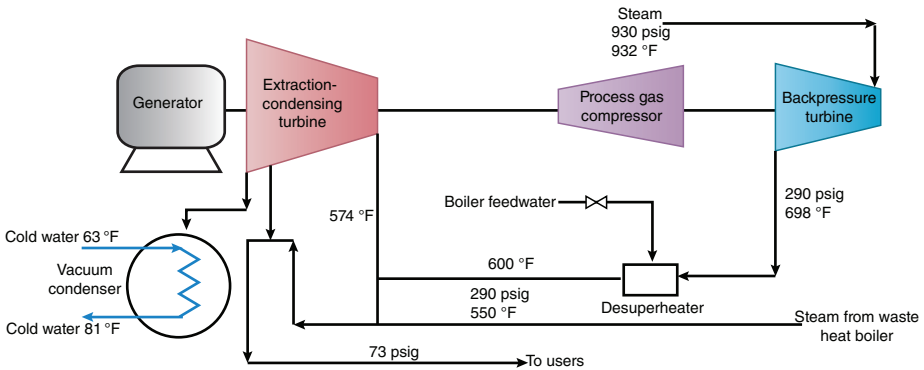 Steam
930 psig
932 °F
Generator
Extraction-
condensing
turbine
Process gas
compressor
Backpressure
turbine
290 psig
698 °F
Boiler feedwater
574 °F
Cold water 63 °F
Vacuum
condenser
600 °F
290 psig
550 °F
Desuperheater
Cold water 81 °F
Steam from waste
heat boiler
73 psig
To users